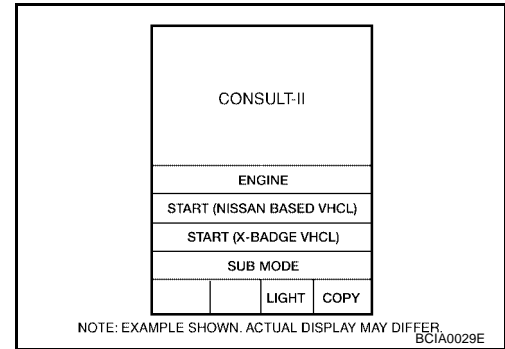 CONSULT-II
ENGINE
START (NISSAN BASED VHCL)
START (X-BADGE VHCL)
SUB MODE
LIGHT COPY
NOTE: EXAMPLE SHOWN. ACTUAL DISPLAY MAY DIFFER.
BCIA0029E